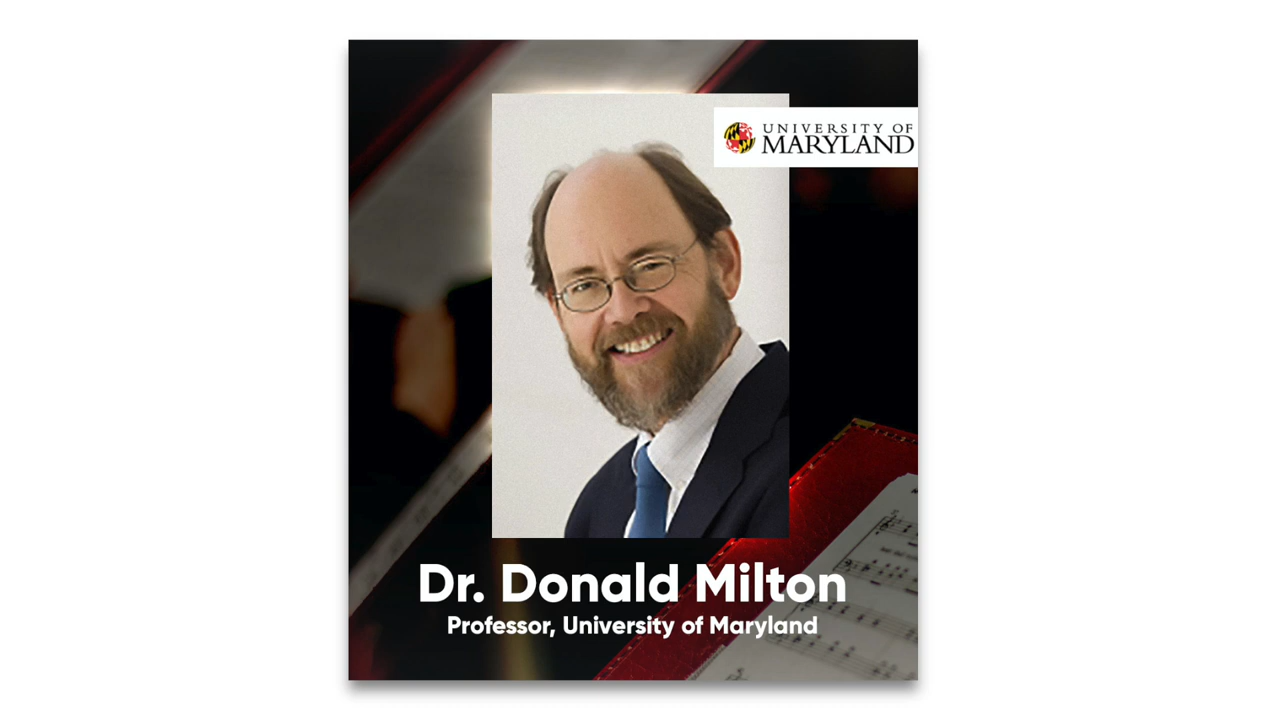 UNIVERSITY OF
MARYLAND
Dr. Donald Milton
Professor, University of Maryland